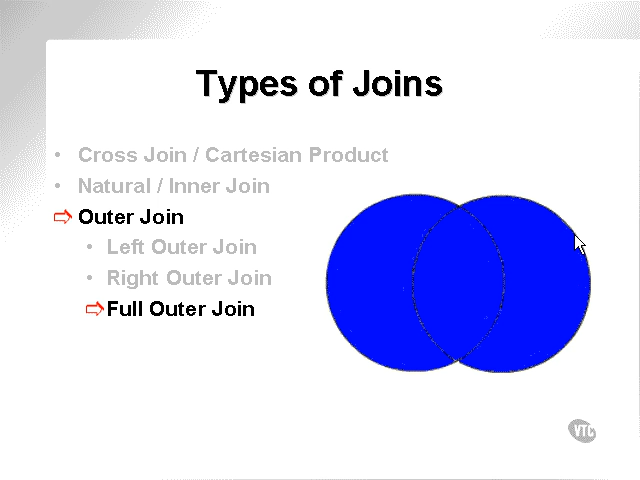 Types of Joins
• Cross Join / Cartesian Product
• Natural / Inner Join
⇨ Outer Join
• Left Outer Join
• Right Outer Join
⇨ Full Outer Join
VTC